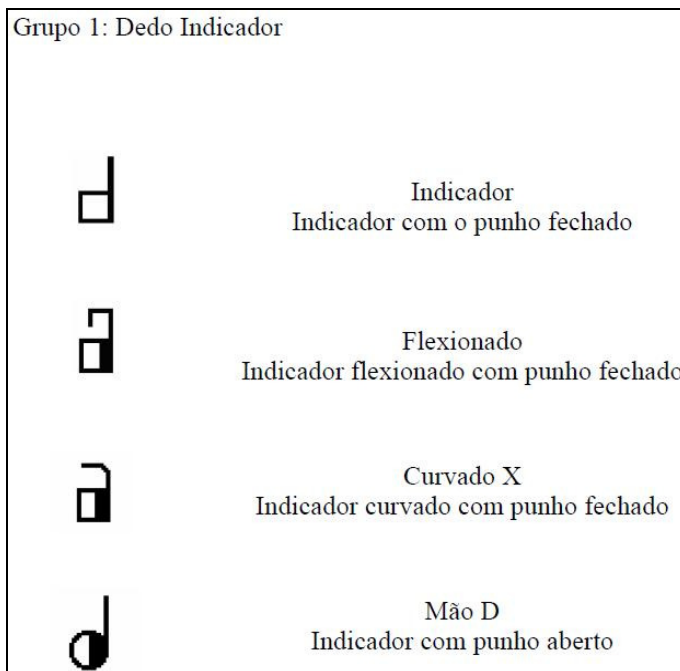 Grupo 1: Dedo Indicador
Indicador
Indicador com o punho fechado
Flexionado
Indicador flexionado com punho fechado
Curvado X
Indicador curvado com punho fechado
Mão D
Indicador com punho aberto